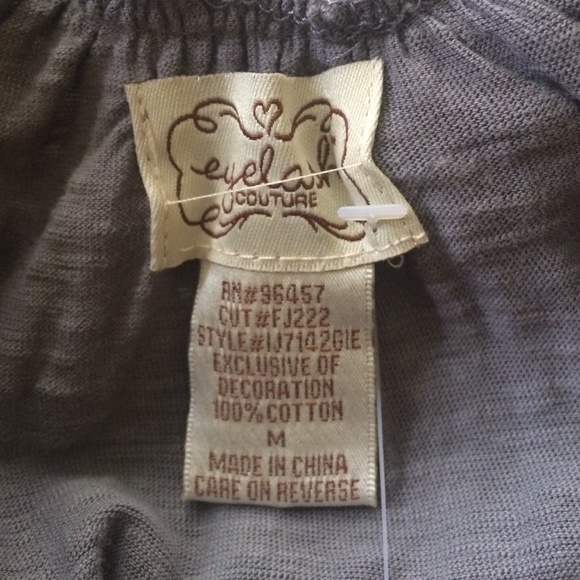 eyelash
COUTURE
RN#96457
CUT#FJ222
STYLE#IJ7142GIE
EXCLUSIVE OF
DECORATION
100% COTTON
M
MADE IN CHINA
CARE ON REVERSE